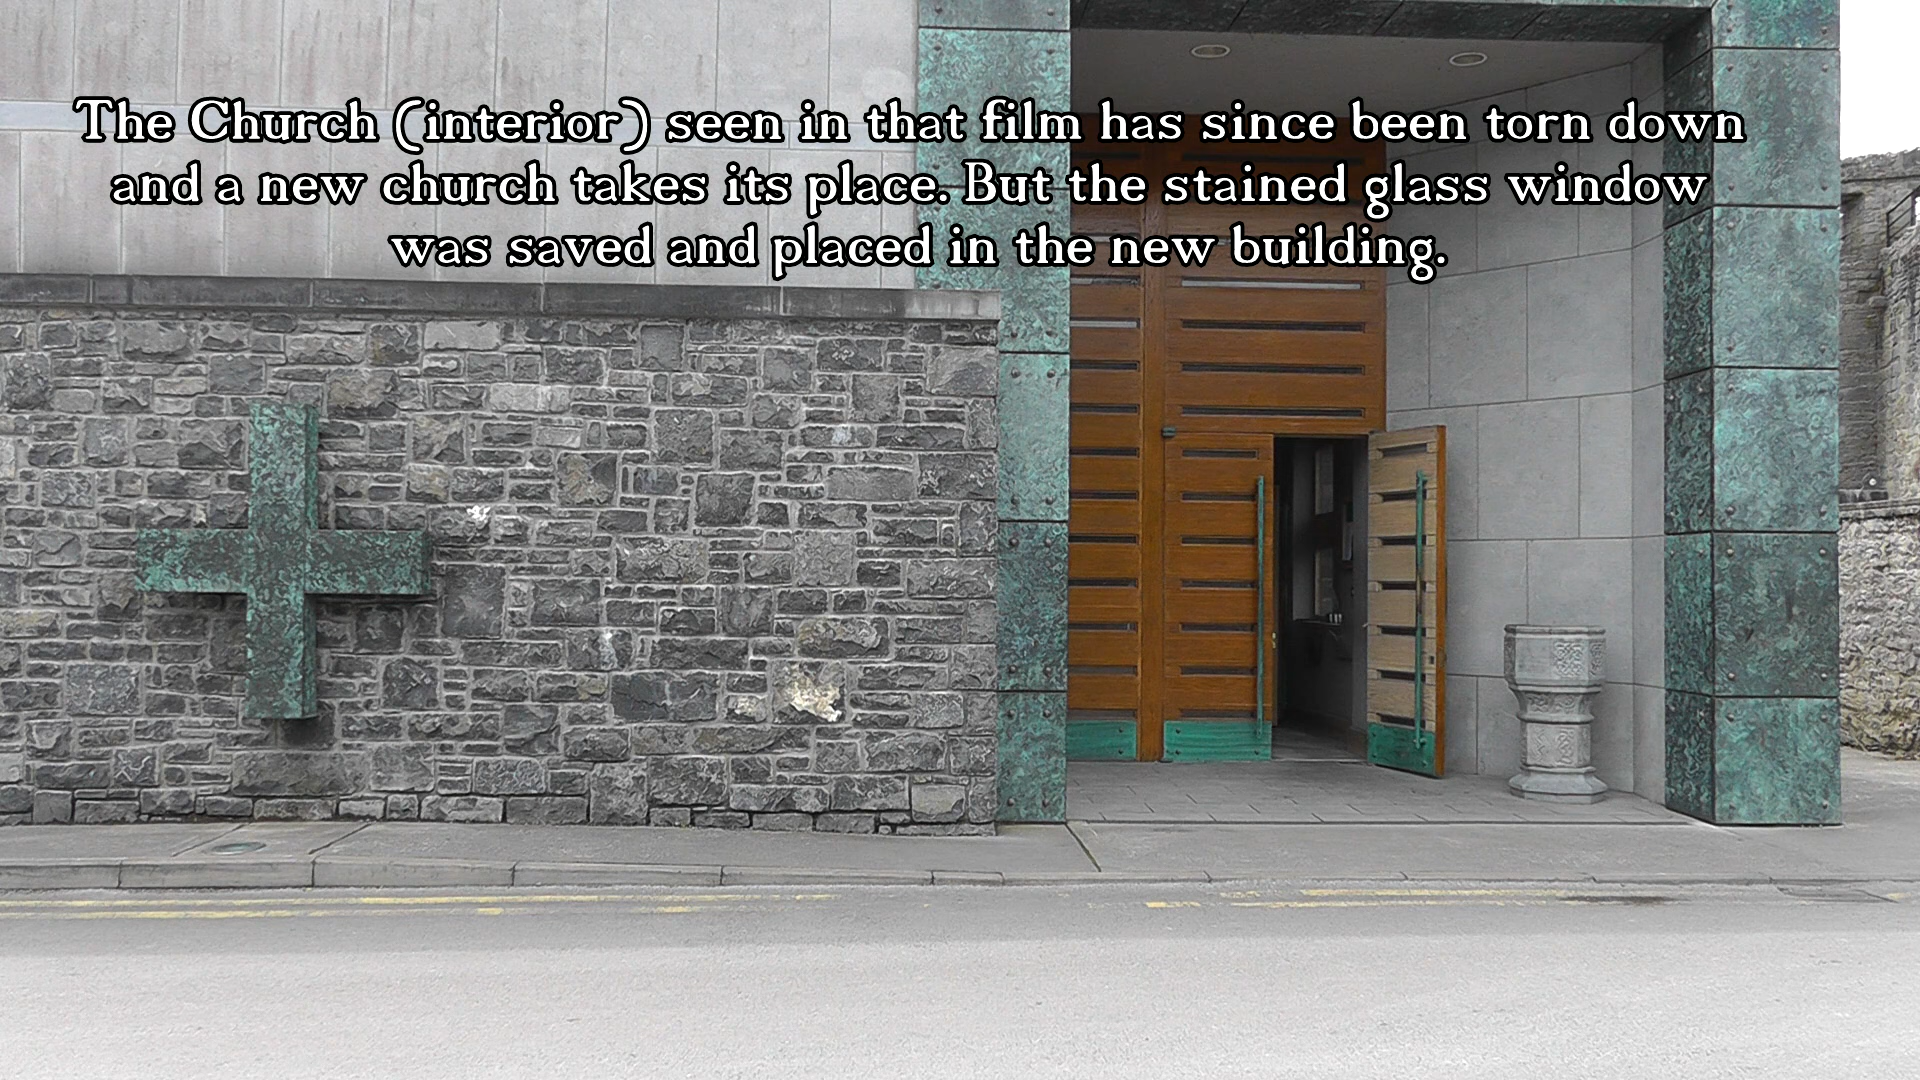 The Church (interior) seen in that film has since been torn down
and a new church takes its place. But the stained glass window
was saved and placed in the new building.